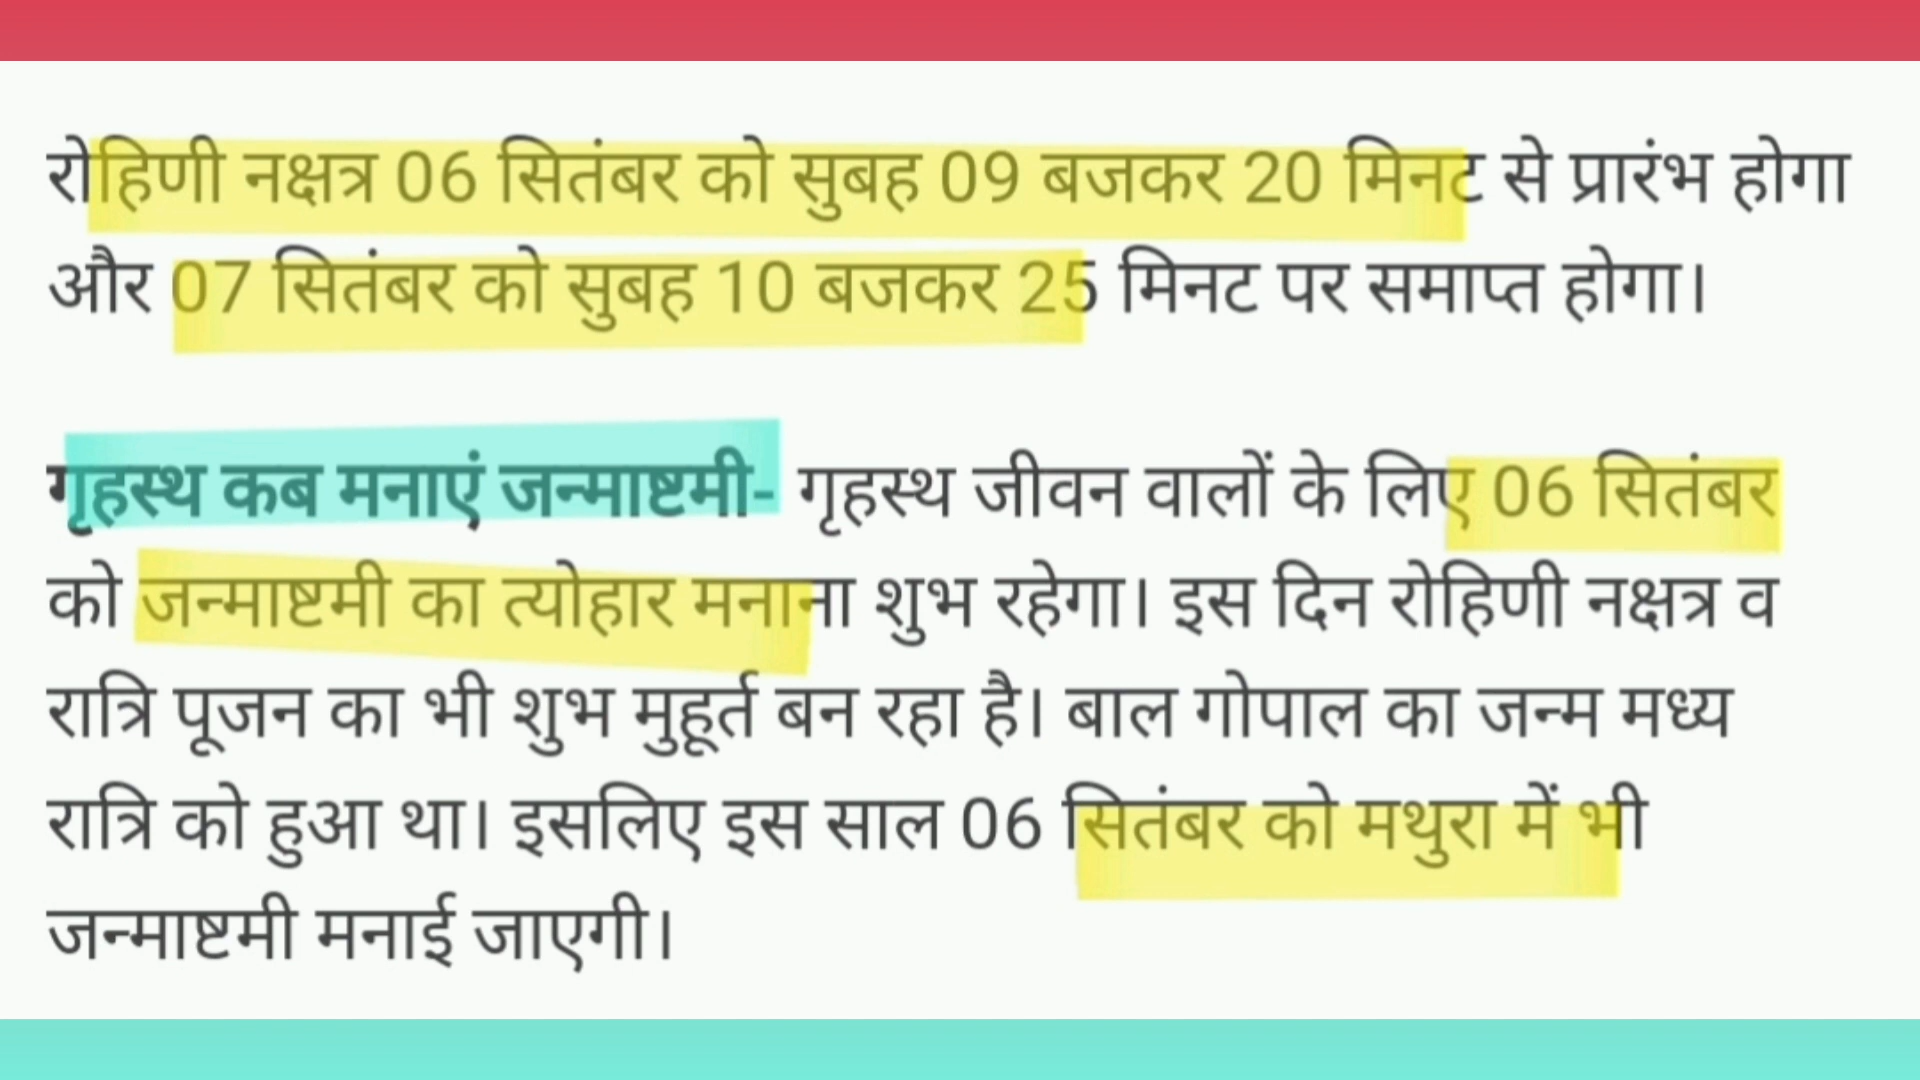 रोहिणी नक्षत्र 06 सितंबर को सुबह 09 बजकर 20 मिनट से प्रारंभ होगा
और 07 सितंबर को सुबह 10 बजकर 25 मिनट पर समाप्त होगा।
गृहस्थ कब मनाएं जन्माष्टमी- गृहस्थ जीवन वालों के लिए 06 सितंबर
को जन्माष्टमी का त्योहार मनाना शुभ रहेगा। इस दिन रोहिणी नक्षत्र व
रात्रि पूजन का भी शुभ मुहूर्त बन रहा है। बाल गोपाल का जन्म मध्य
रात्रि को हुआ था। इसलिए इस साल 06 सितंबर को मथुरा में भी
जन्माष्टमी मनाई जाएगी।